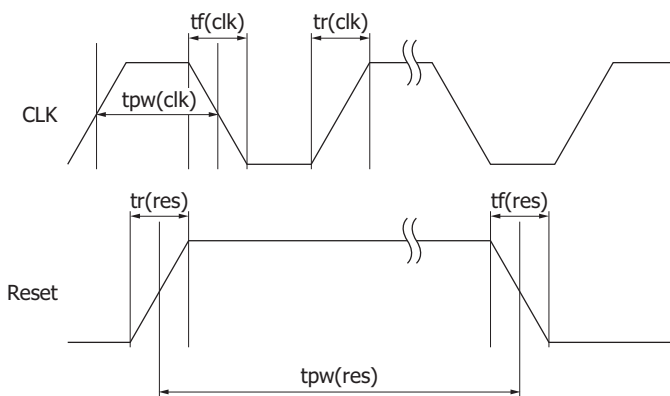 tf(clk)
tr(clk)
CLK
tpw(clk)
tr(res)
tf(res)
Reset
tpw(res)